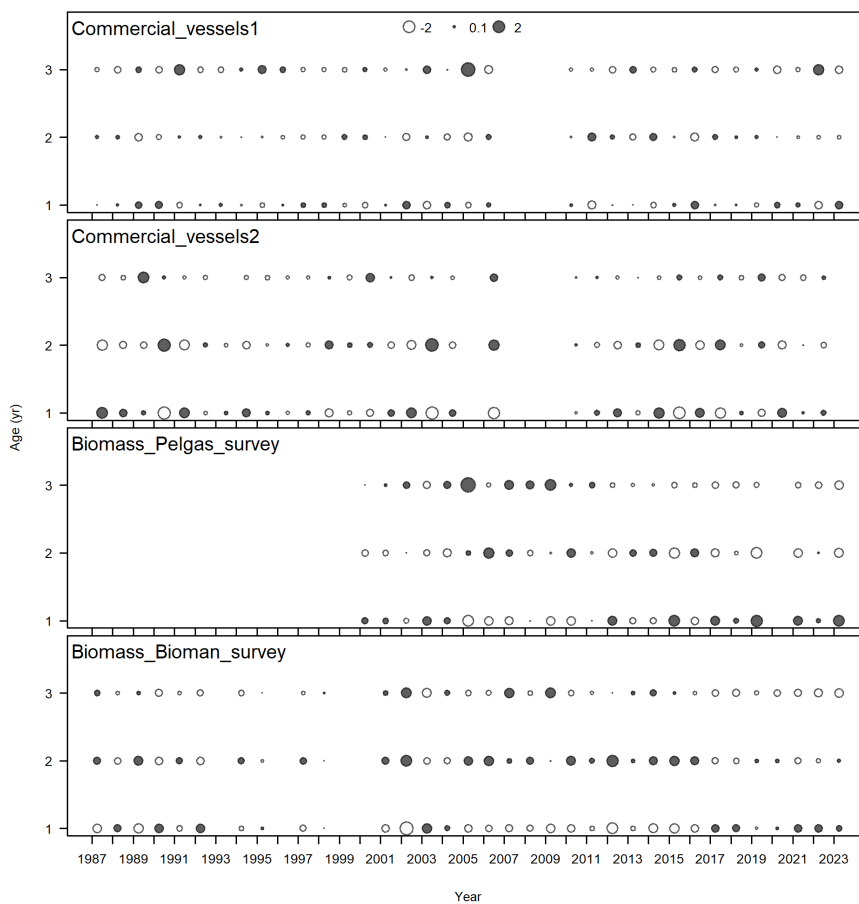 Commercial_vessels1
-2 0.1 2
3
2
1
Commercial_vessels2
3
2
1
Age (yr)
Biomass_Pelgas_survey
3
2
1
Biomass_Bioman_survey
3
2
1
1987 1989 1991 1993 1995 1997 1999 2001 2003 2005 2007 2009 2011 2013 2015 2017 2019 2021 2023
Year